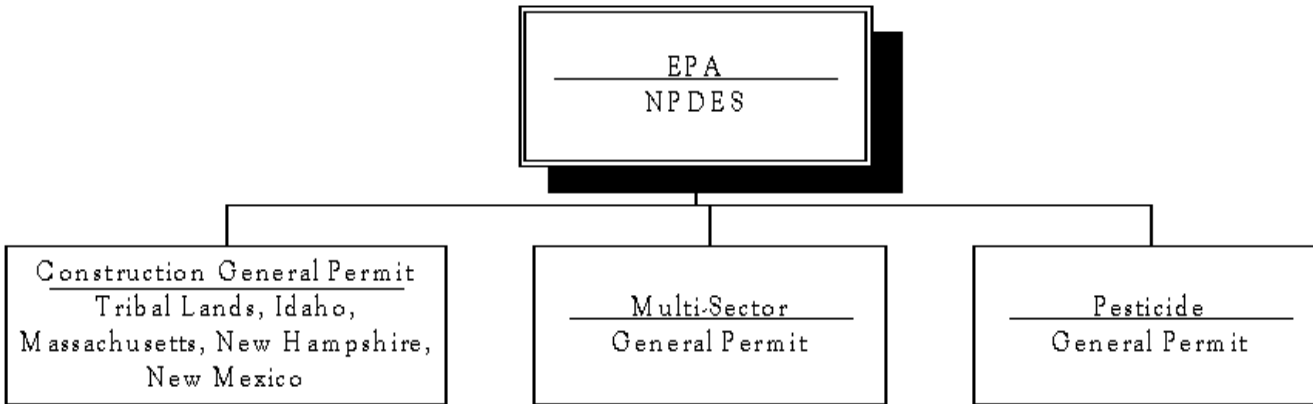 EPA
NPDES
Construction General Permit
Tribal Lands, Idaho,
Massachusetts, New Hampshire,
New Mexico
Multi-Sector
General Permit
Pesticide
General Permit